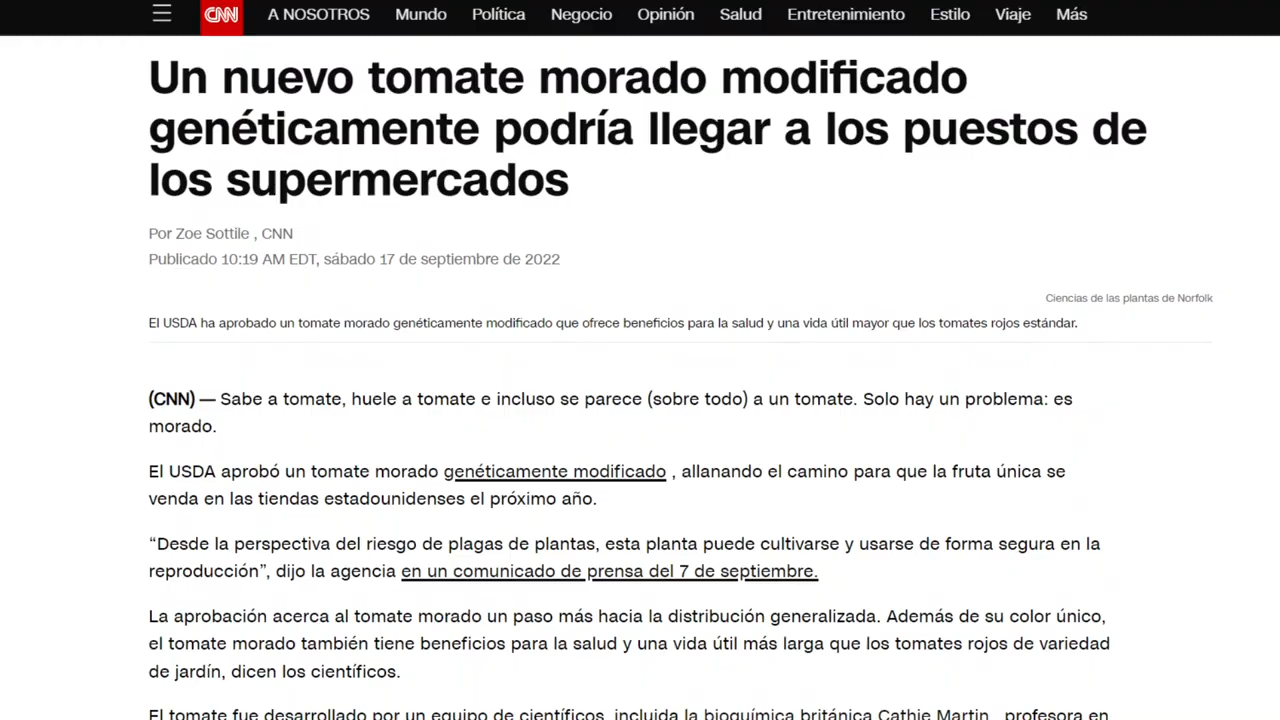 CNN A NOSOTROS Mundo Política Negocio Opinión Salud Entretenimiento Estilo Viaje Más
Un nuevo tomate morado modificado
genéticamente podría llegar a los puestos de
los supermercados
Por Zoe Sottile , CNN
Publicado 10:19 AM EDT, sábado 17 de septiembre de 2022
Ciencias de las plantas de Norfolk
El USDA ha aprobado un tomate morado genéticamente modificado que ofrece beneficios para la salud y una vida útil mayor que los tomates rojos estándar.
(CNN) — Sabe a tomate, huele a tomate e incluso se parece (sobre todo) a un tomate. Solo hay un problema: es
morado.
El USDA aprobó un tomate morado genéticamente modificado , allanando el camino para que la fruta única se
venda en las tiendas estadounidenses el próximo año.
“Desde la perspectiva del riesgo de plagas de plantas, esta planta puede cultivarse y usarse de forma segura en la
reproducción”, dijo la agencia en un comunicado de prensa del 7 de septiembre.
La aprobación acerca al tomate morado un paso más hacia la distribución generalizada. Además de su color único,
el tomate morado también tiene beneficios para la salud y una vida útil más larga que los tomates rojos de variedad
de jardín, dicen los científicos.
El tomate fue desarrollado por un equipo de científicos, incluida la bioquímica británica Cathie Martin , profesora en